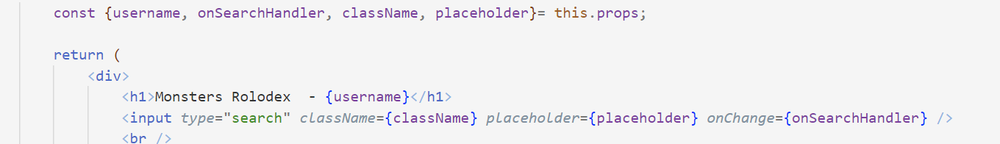 const {username, onSearchHandler, className, placeholder}= this.props;
return (
<div>
<h1>Monsters Rolodex  - {username}</h1>
<input type="search" className={className} placeholder={placeholder} onChange={onSearchHandler} />
<br />